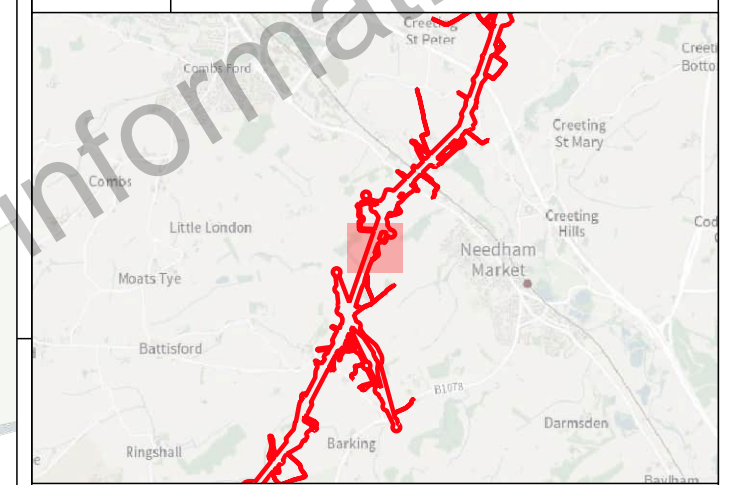 Creeting
St Peter
Combs Ford
Creeting
St Mary
Combs
Little London
Creeting
Hills
Needham
Market
Moats Tye
Battisford
B1078
Darmsden
Barking
Ringshall
Baylham